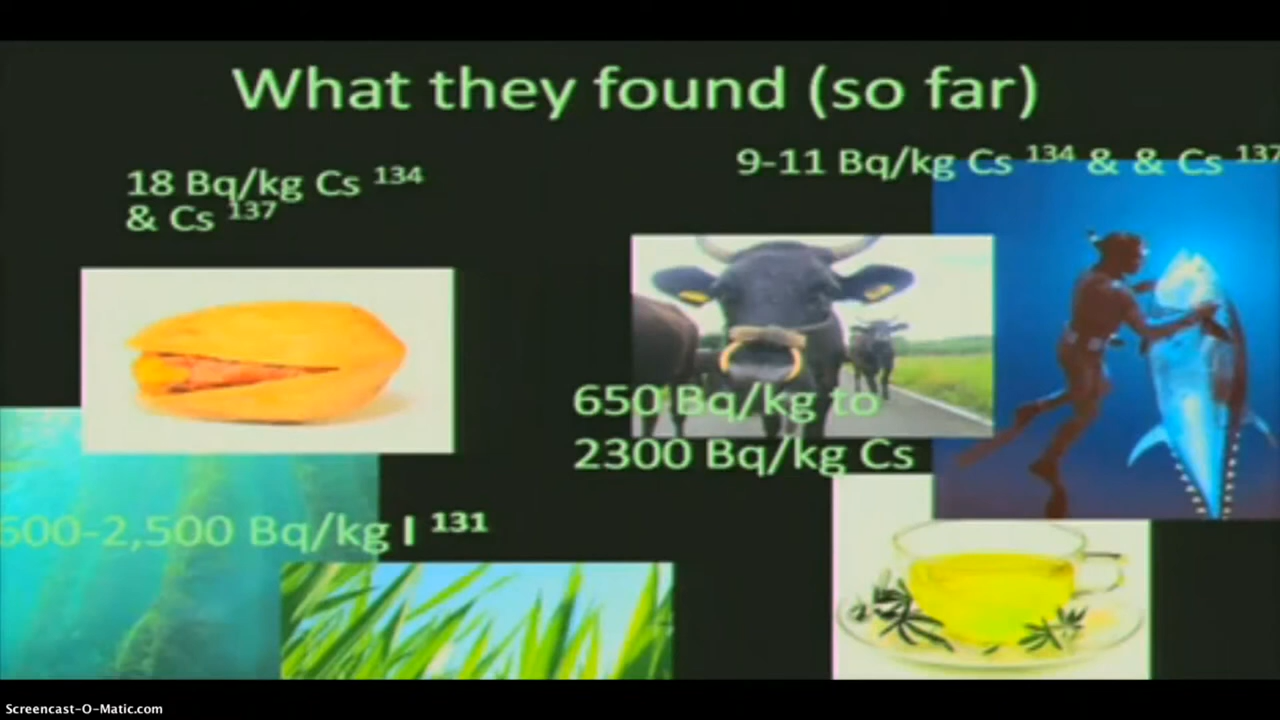 What they found (so far)
18 Bq/kg Cs ¹³⁴
& Cs ¹³⁷
9-11 Bq/kg Cs ¹³⁴ & & Cs ¹³⁷
650 Bq/kg to
2300 Bq/kg Cs
600-2,500 Bq/kg I ¹³¹
Screencast-O-Matic.com